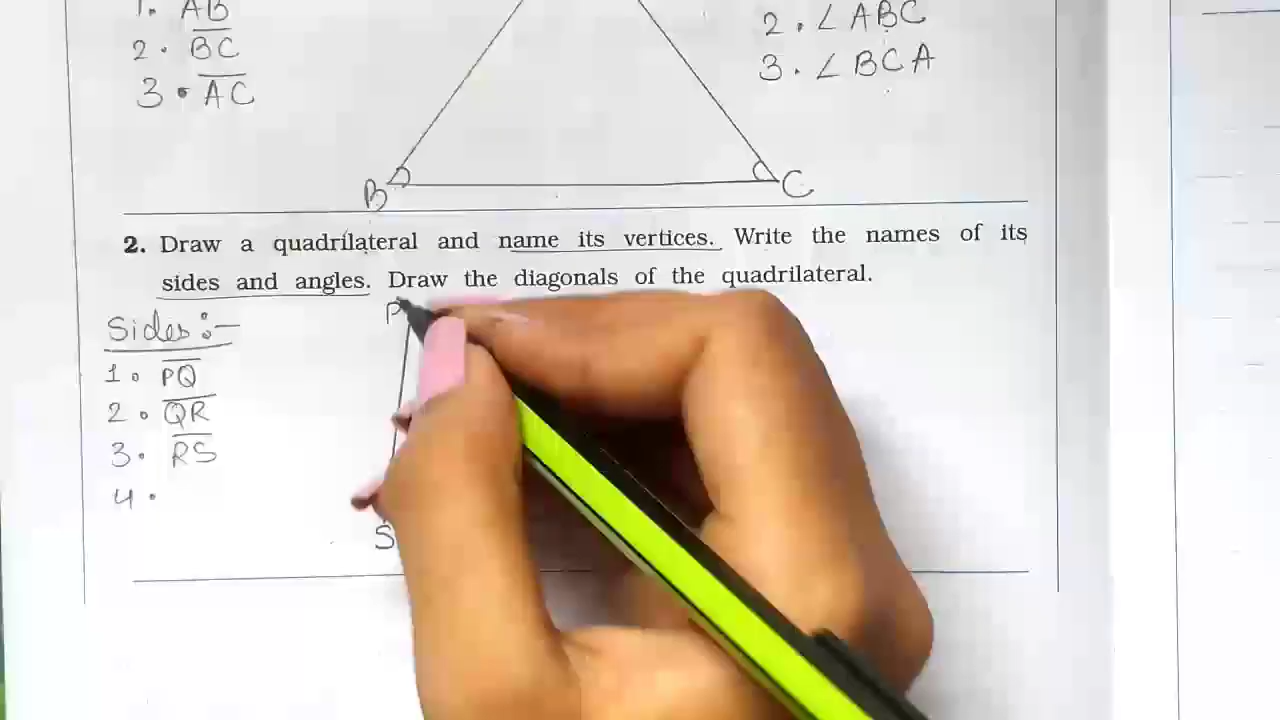 1. AB
2. BC
3. AC
2. ∠ABC
3. ∠BCA
B
C
2. Draw a quadrilateral and name its vertices. Write the names of its
sides and angles. Draw the diagonals of the quadrilateral.
P
Sides :-
1. PQ
2. QR
3. RS
4.
S